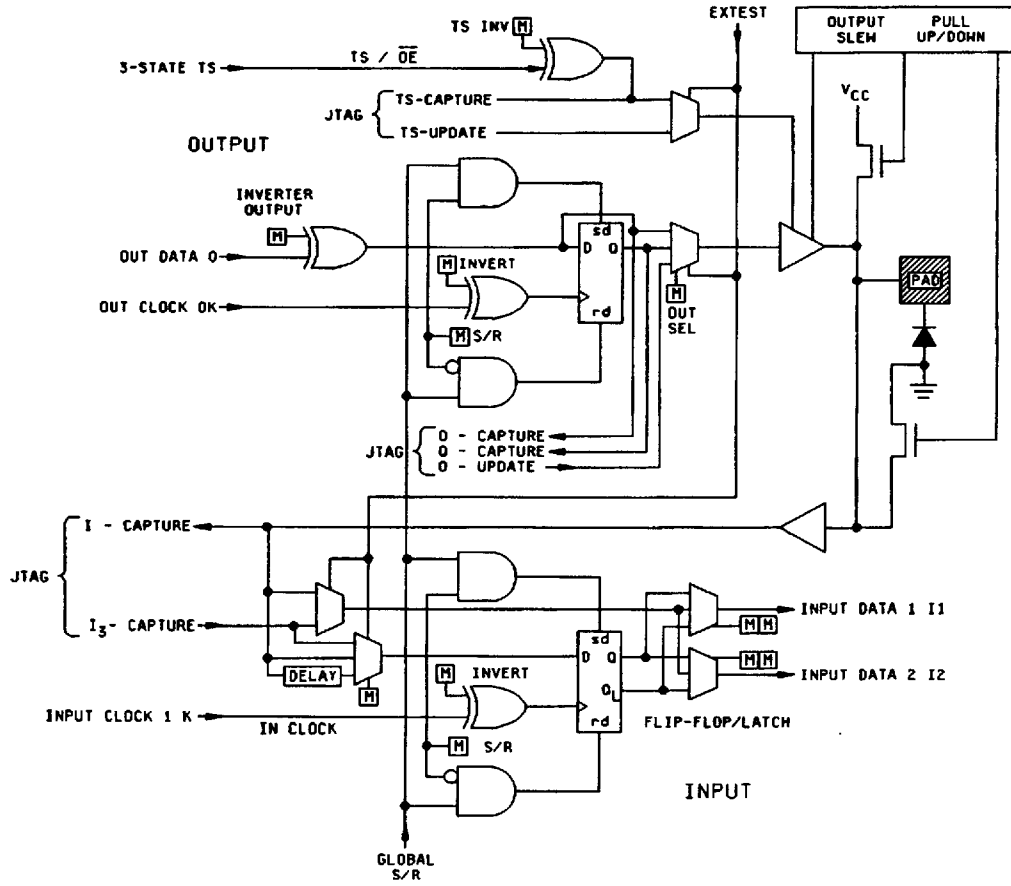 EXTEST
OUTPUT SLEW
PULL UP/DOWN
TS INV M
3-STATE TS
TS / OE
VCC
JTAG
TS-CAPTURE
TS-UPDATE
OUTPUT
INVERTER OUTPUT
M
OUT DATA O
sd
D Q
M INVERT
OUT CLOCK OK
rd
M
OUT SEL
PAD
M S/R
JTAG
O - CAPTURE
Q - CAPTURE
O - UPDATE
I - CAPTURE
JTAG
I3- CAPTURE
sd
D Q
QL
rd
INPUT DATA 1 I1
M M
M M
INPUT DATA 2 I2
DELAY
M
M INVERT
INPUT CLOCK 1 K
IN CLOCK
FLIP-FLOP/LATCH
M S/R
INPUT
GLOBAL S/R